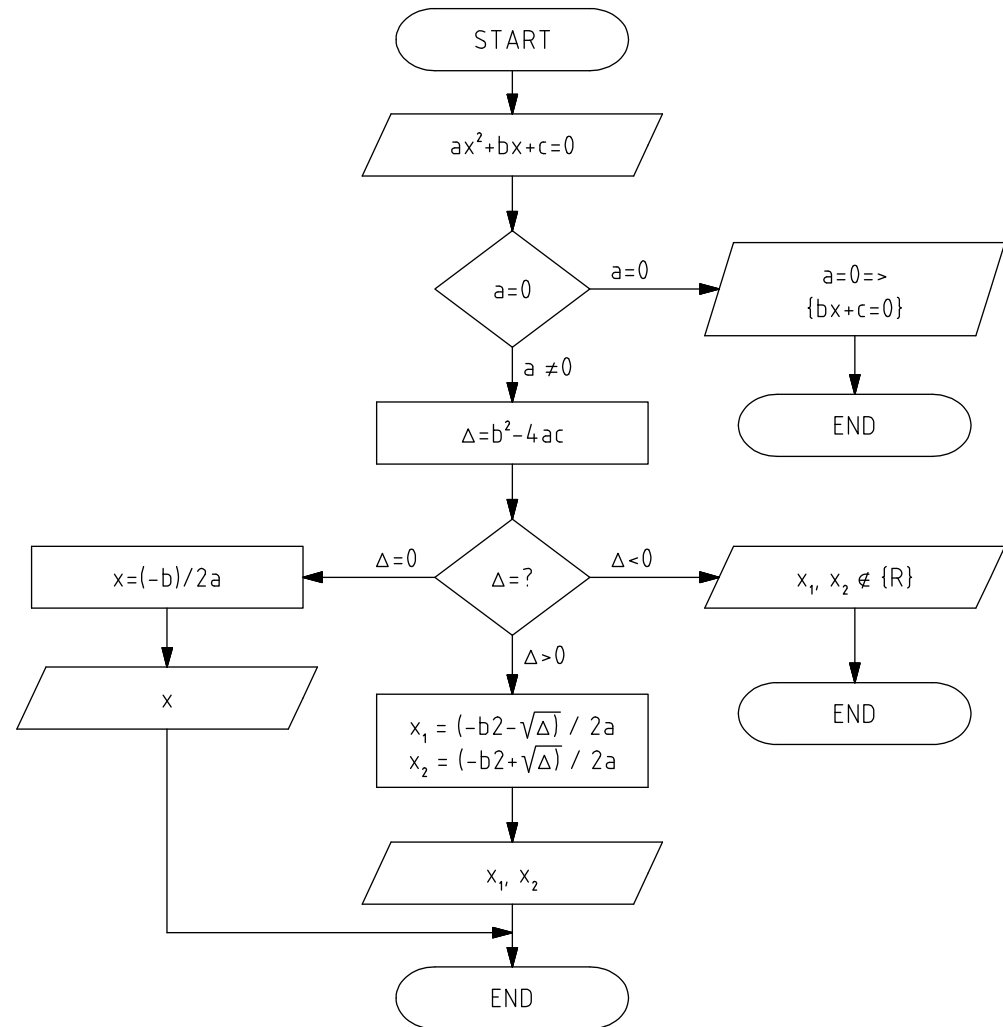 START
ax²+bx+c=0
a=0
a=0
a=0=>
{bx+c=0}
a ≠0
END
Δ=b²-4ac
Δ=0
Δ=?
Δ<0
x=(-b)/2a
x₁, x₂ ∉ {R}
Δ>0
x
x₁ = (-b2-√Δ) / 2a
x₂ = (-b2+√Δ) / 2a
END
x₁, x₂
END